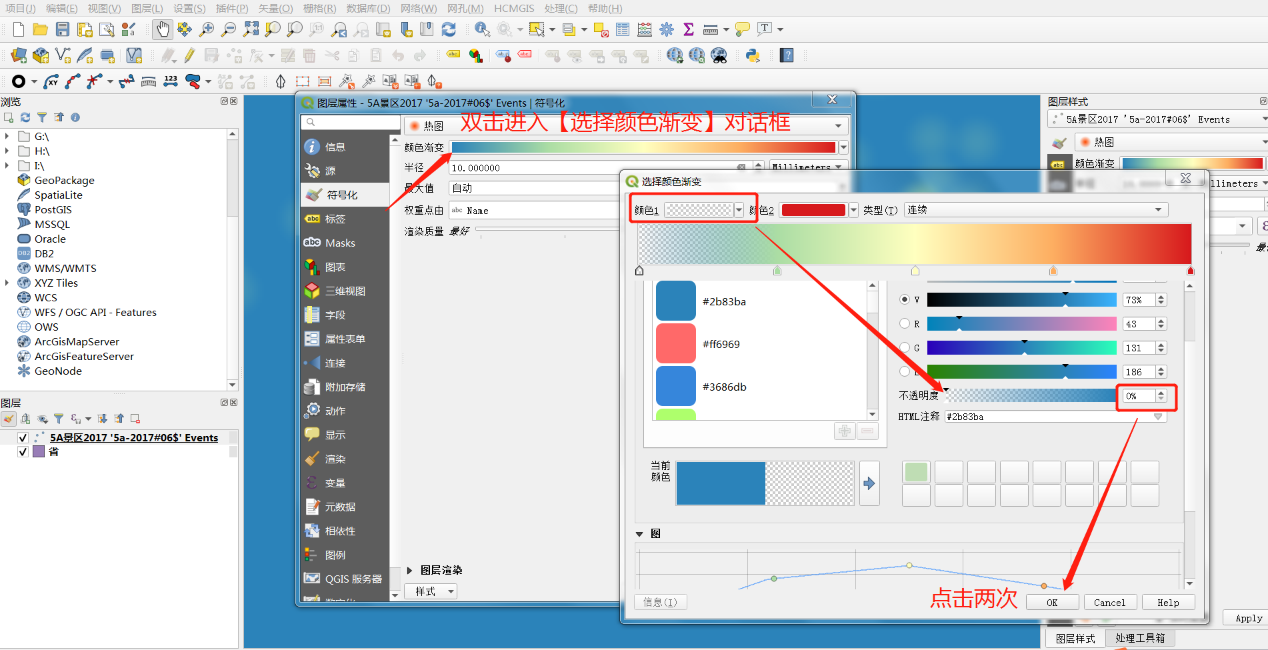 项目(J) 编辑(E) 视图(V) 图层(L) 设置(S) 插件(P) 矢量(O) 栅格(R) 数据库(D) 网络(W) 网孔(M) HCMGIS 处理(C) 帮助(H)
浏览
G:\
H:\
I:\
GeoPackage
SpatiaLite
PostGIS
MSSQL
Oracle
DB2
WMS/WMTS
XYZ Tiles
WCS
WFS / OGC API - Features
OWS
ArcGisMapServer
ArcGisFeatureServer
GeoNode
图层
5A景区2017 '5a-2017#06$' Events
省
图层属性 - 5A景区2017 '5a-2017#06$' Events | 符号化
双击进入【选择颜色渐变】对话框
信息
源
符号化
标签
Masks
图表
三维视图
字段
属性表单
连接
附加存储
动作
显示
渲染
变量
元数据
相依性
图例
QGIS 服务器
热图
颜色渐变
半径 10.000000 Millimeters
最大值 自动
权重点由 abc Name
渲染质量 最好
图层渲染
样式
选择颜色渐变
颜色1 颜色2 类型(T) 连续
#2b83ba
#ff6969
#3686db
V 73%
R 43
G 131
186
不透明度 0%
HTML注释 #2b83ba
当前
颜色
图
信息(I)
点击两次
OK Cancel Help
图层样式
5A景区2017 '5a-2017#06$' Events
热图
颜色渐变
Apply
图层样式 处理工具箱